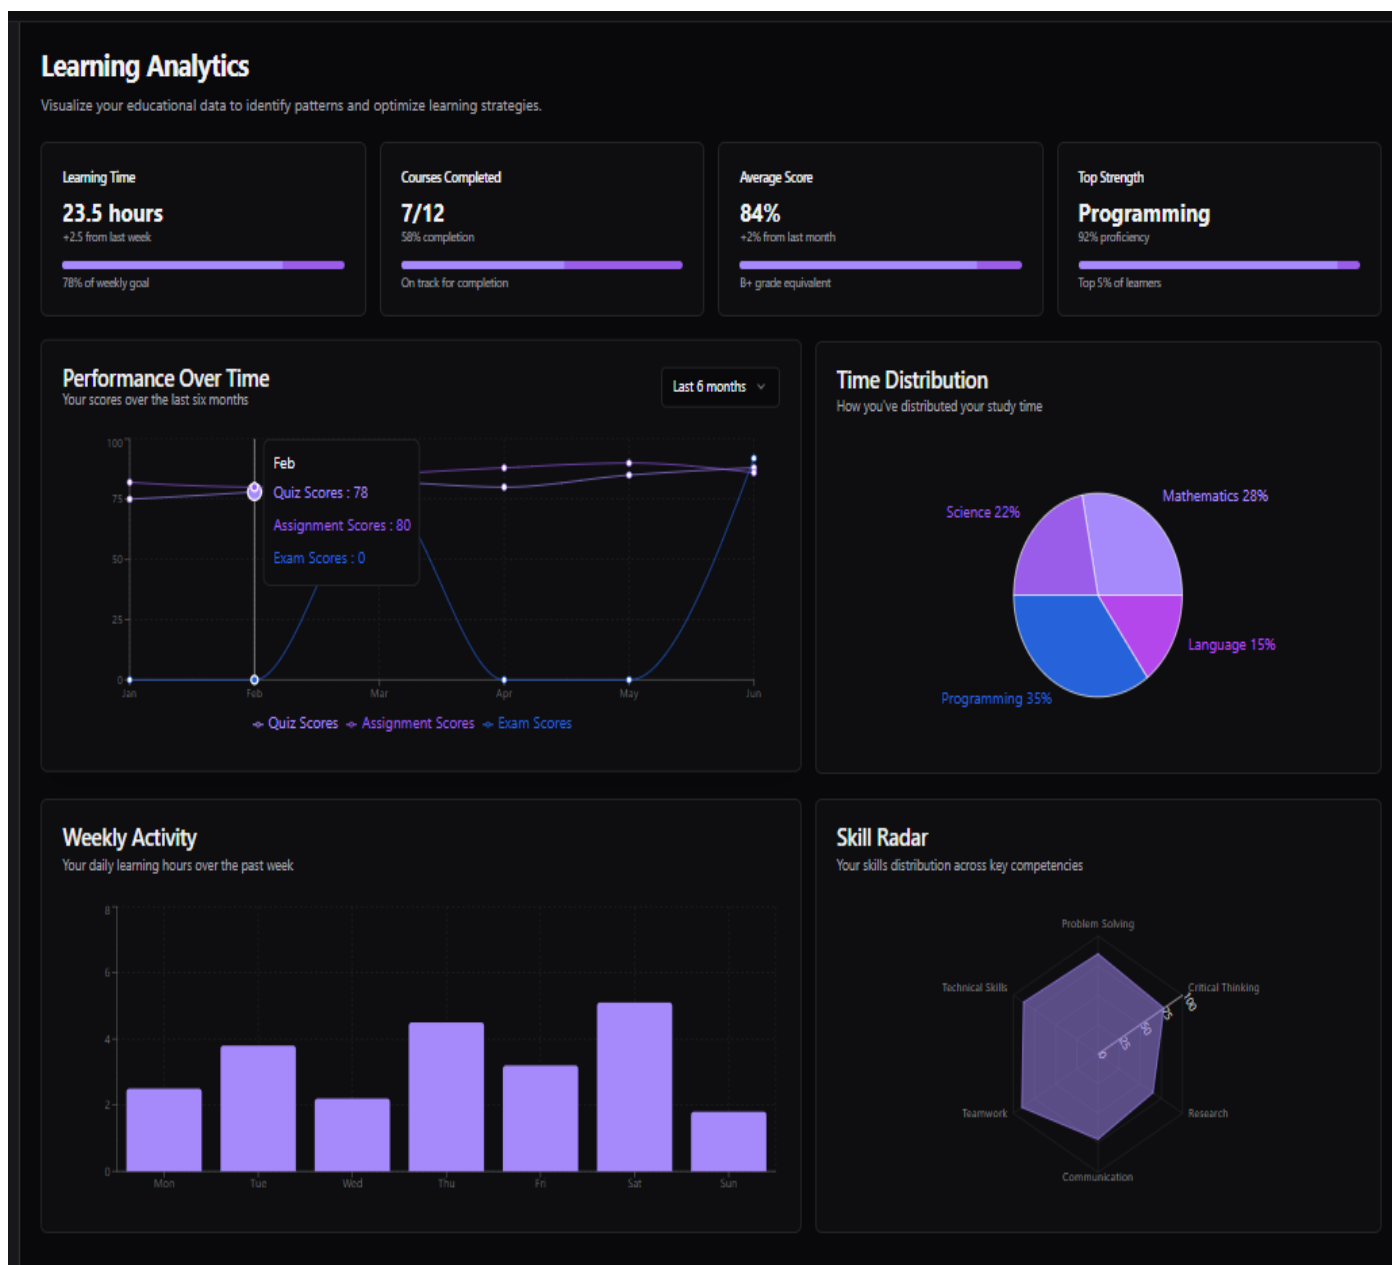 Learning Analytics
Visualize your educational data to identify patterns and optimize learning strategies.
Learning Time
23.5 hours
+2.5 from last week
78% of weekly goal
Courses Completed
7/12
58% completion
On track for completion
Average Score
84%
+2% from last month
B+ grade equivalent
Top Strength
Programming
92% proficiency
Top 5% of learners
Performance Over Time
Your scores over the last six months
Last 6 months
100
75
50
25
0
Feb
Quiz Scores : 78
Assignment Scores : 80
Exam Scores : 0
Jan Feb Mar Apr May Jun
Quiz Scores Assignment Scores Exam Scores
Time Distribution
How you've distributed your study time
Mathematics 28%
Science 22%
Language 15%
Programming 35%
Weekly Activity
Your daily learning hours over the past week
8
6
4
2
0
Mon Tue Wed Thu Fri Sat Sun
Skill Radar
Your skills distribution across key competencies
Problem Solving
Technical Skills
Critical Thinking
100
75
50
25
0
Teamwork
Research
Communication